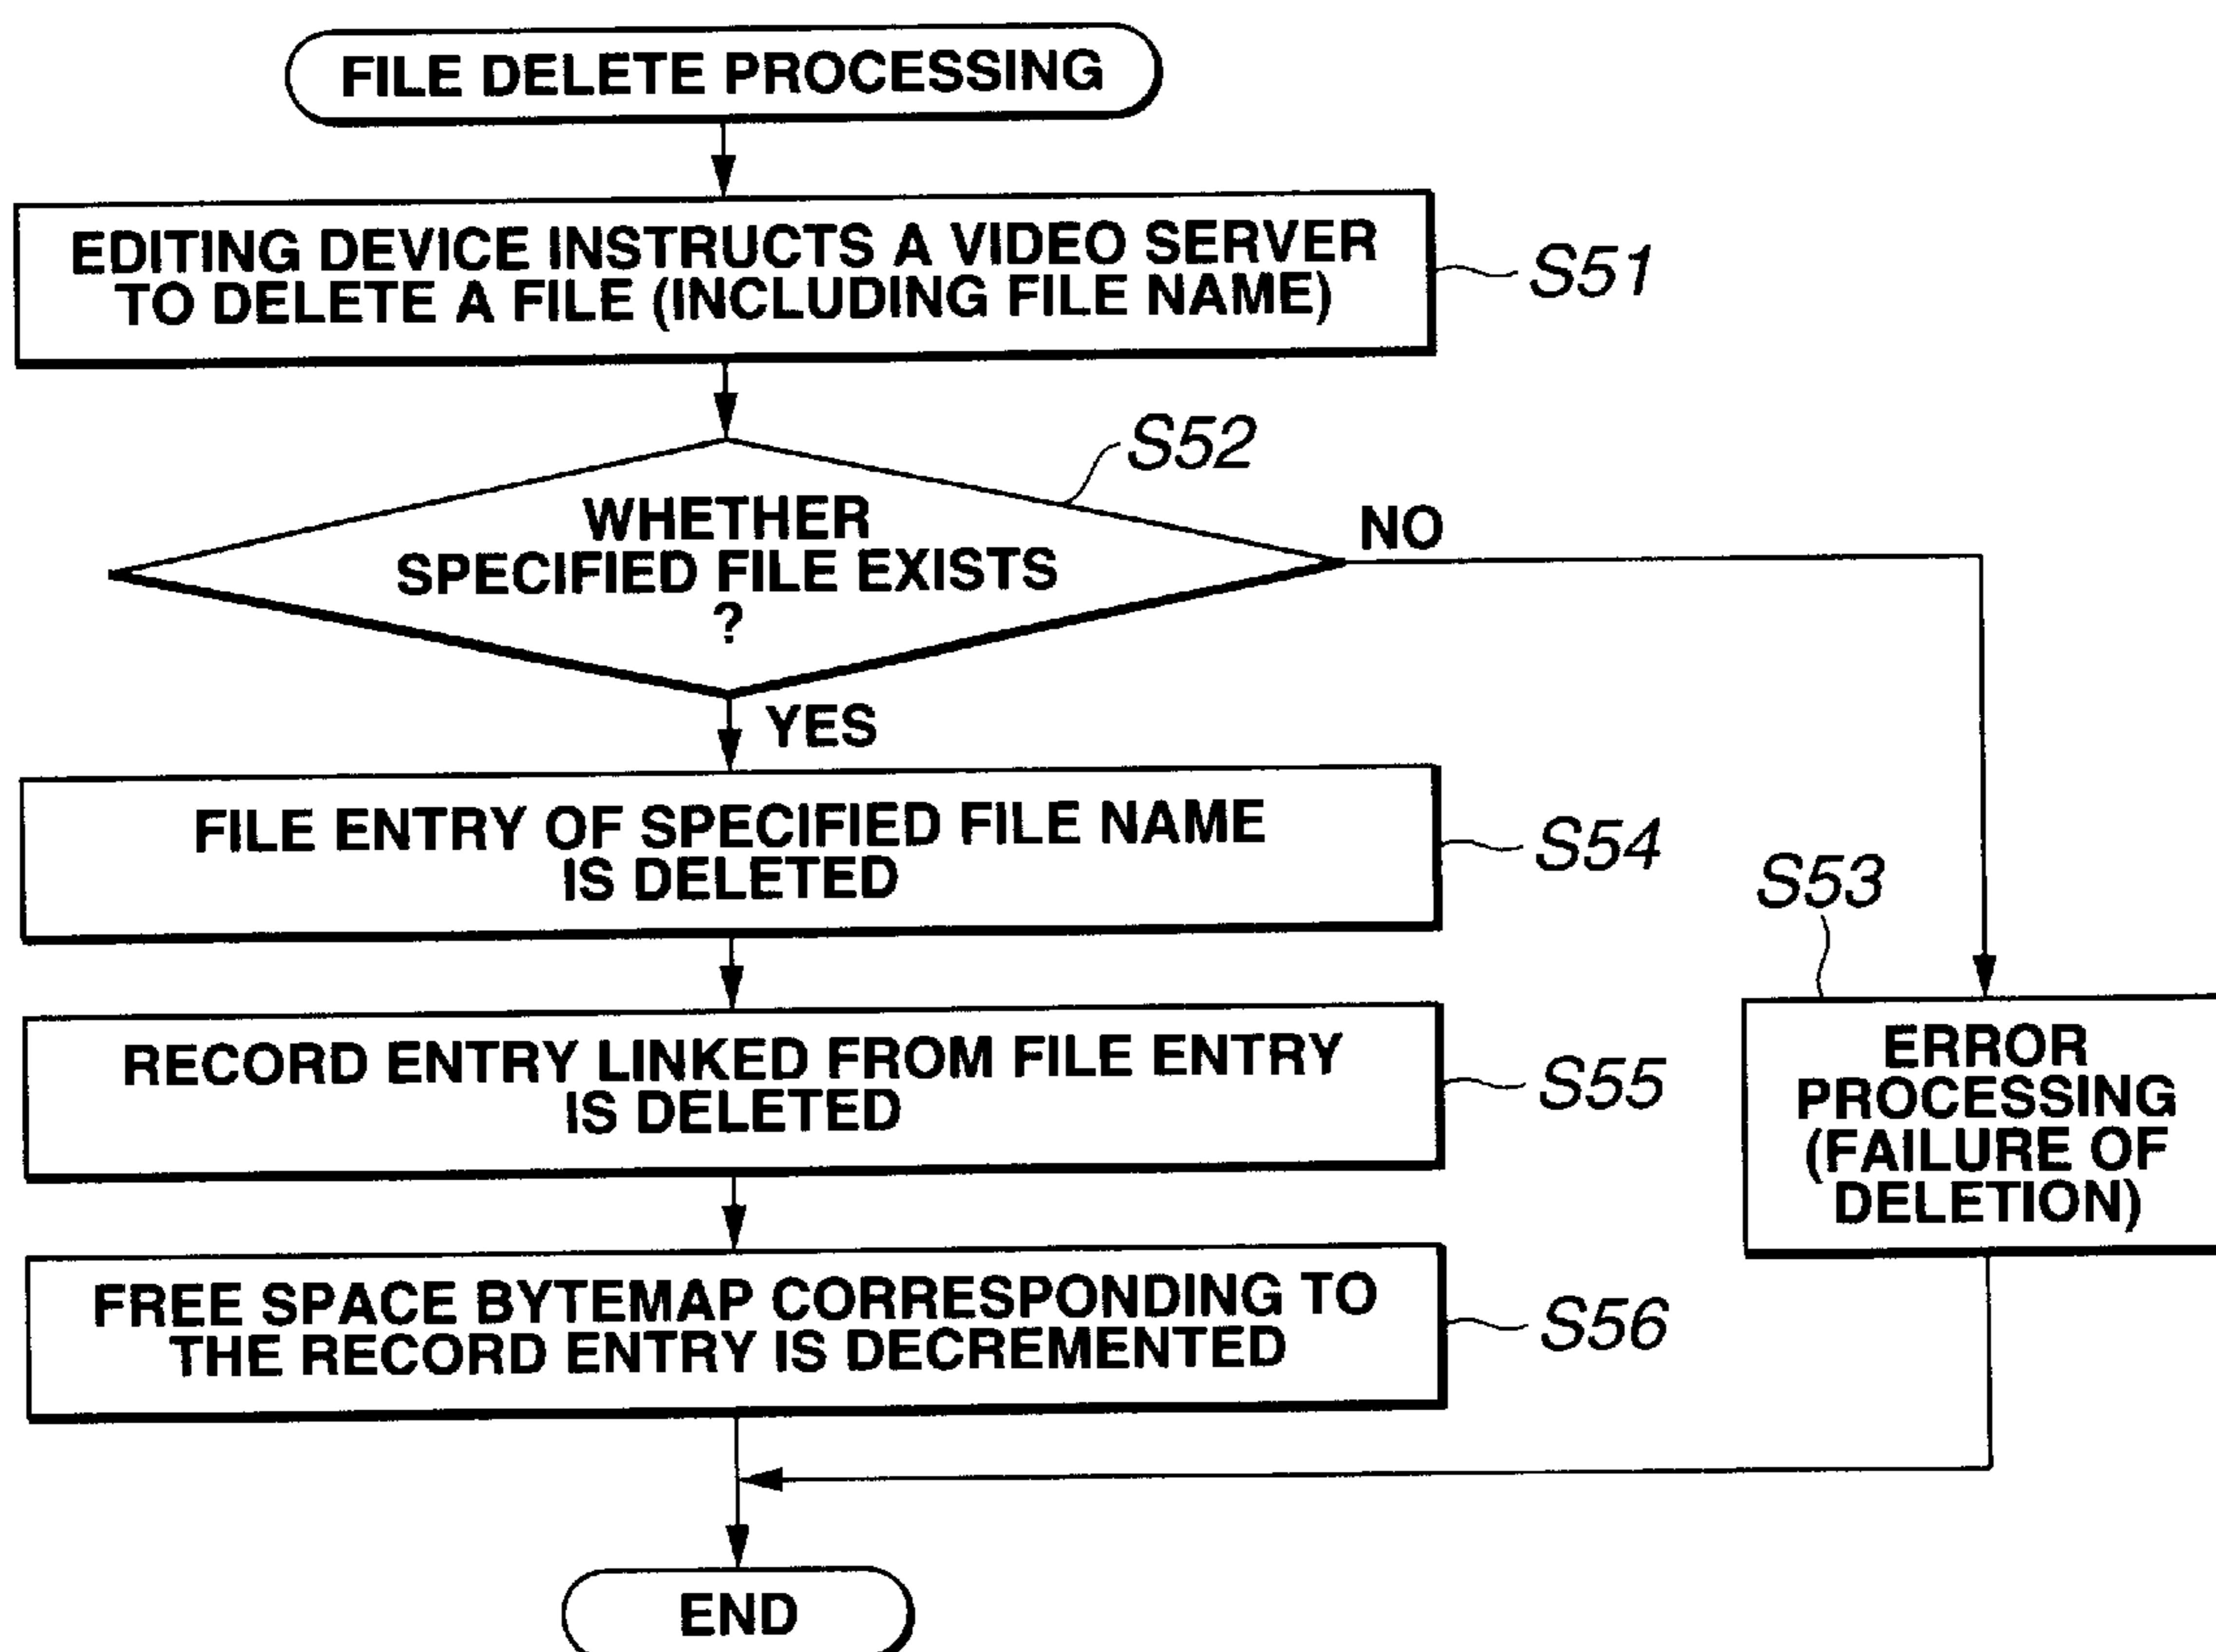 FILE DELETE PROCESSING
EDITING DEVICE INSTRUCTS A VIDEO SERVER
TO DELETE A FILE (INCLUDING FILE NAME)
S51
S52
WHETHER
SPECIFIED FILE EXISTS
?
NO
YES
FILE ENTRY OF SPECIFIED FILE NAME
IS DELETED
S54
S53
ERROR
PROCESSING
(FAILURE OF
DELETION)
RECORD ENTRY LINKED FROM FILE ENTRY
IS DELETED
S55
FREE SPACE BYTEMAP CORRESPONDING TO
THE RECORD ENTRY IS DECREMENTED
S56
END